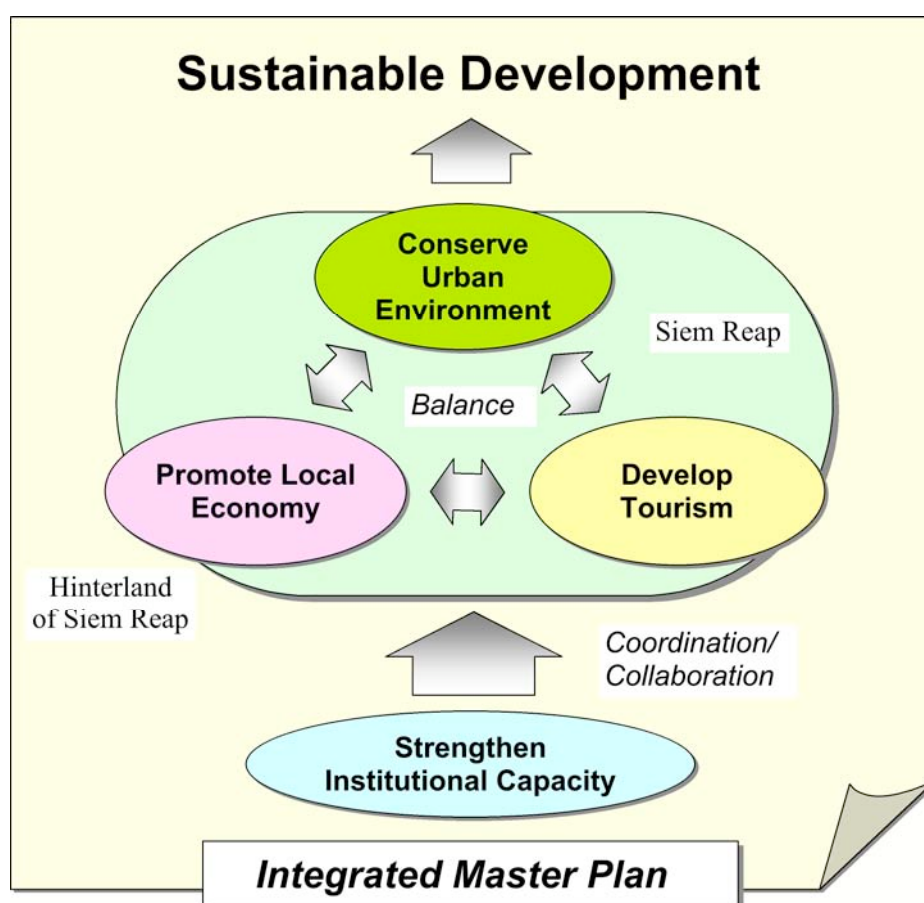 Sustainable Development
Conserve
Urban
Environment
Siem Reap
Balance
Promote Local
Economy
Develop
Tourism
Hinterland
of Siem Reap
Coordination/
Collaboration
Strengthen
Institutional Capacity
Integrated Master Plan